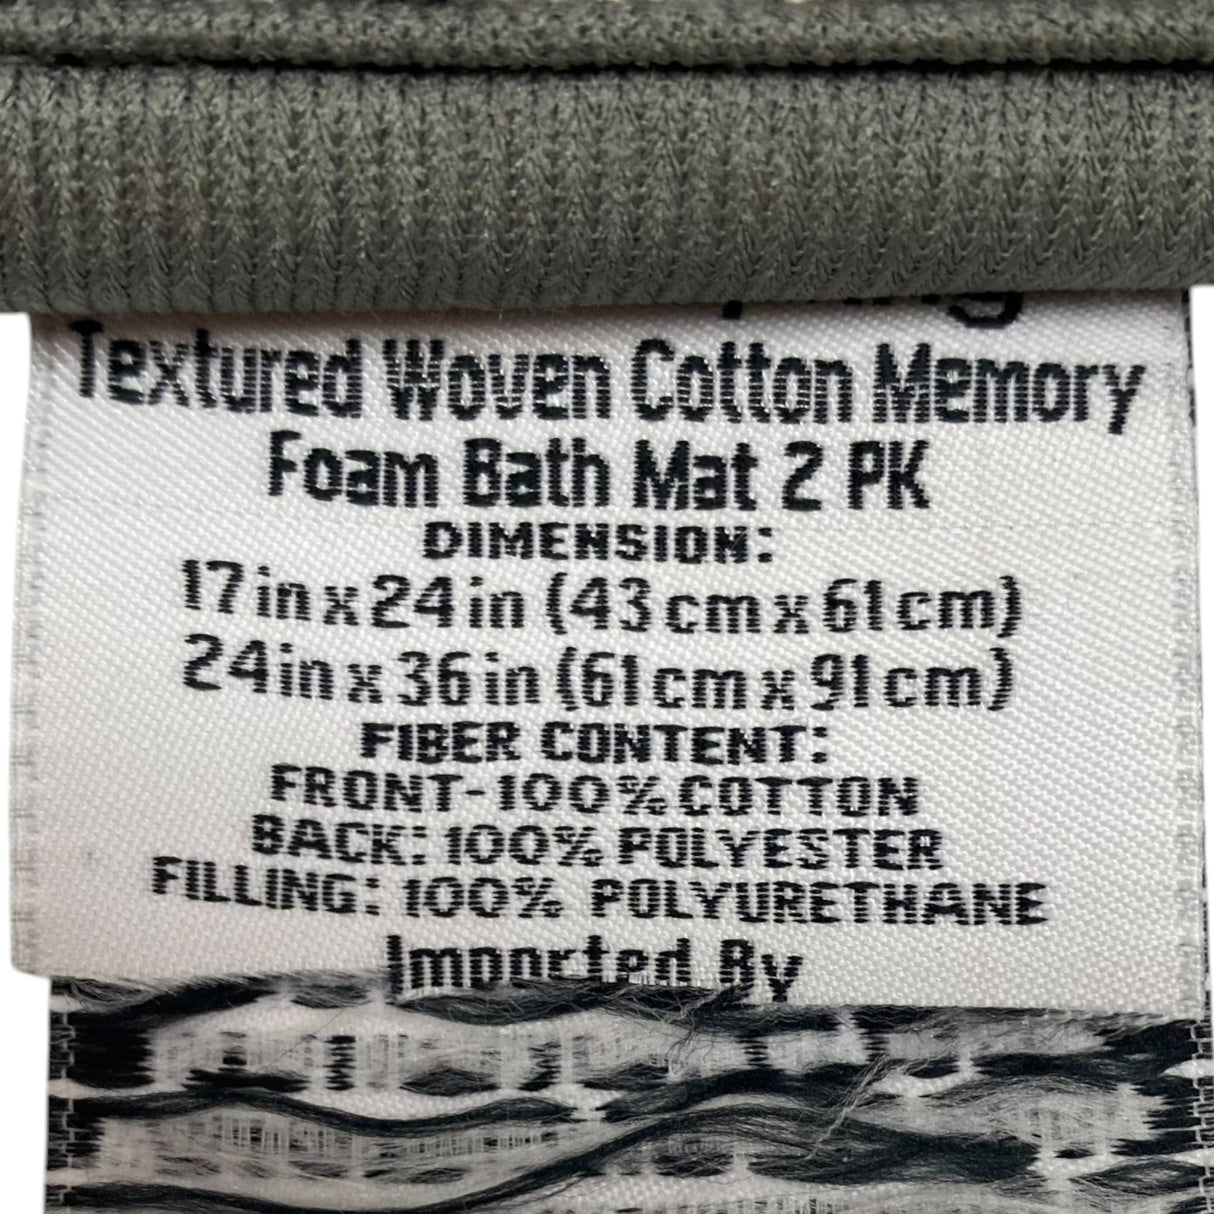 Textured Woven Cotton Memory
Foam Bath Mat 2 PK
DIMENSION:
17in x 24in (43cm x 61cm)
24in x 36in (61cm x 91cm)
FIBER CONTENT:
FRONT-100% COTTON
BACK: 100% POLYESTER
FILLING: 100% POLYURETHANE
Imported By